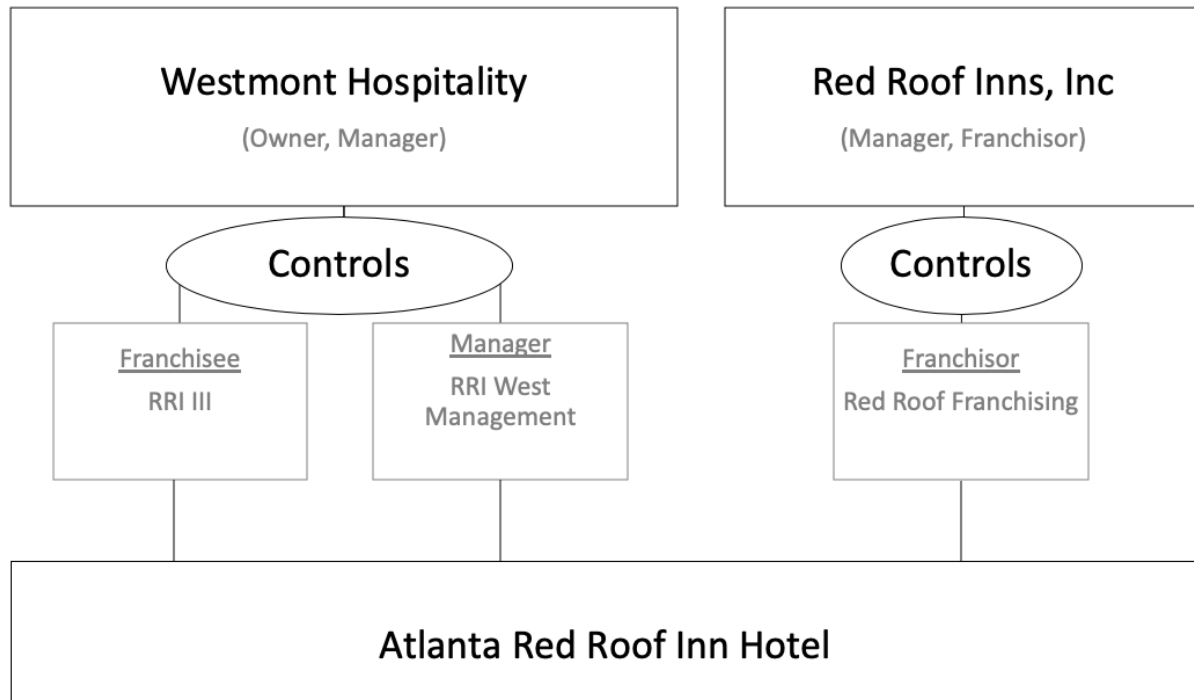 Westmont Hospitality
(Owner, Manager)
Red Roof Inns, Inc
(Manager, Franchisor)
Controls
Controls
Franchisee
RRI III
Manager
RRI West
Management
Franchisor
Red Roof Franchising
Atlanta Red Roof Inn Hotel